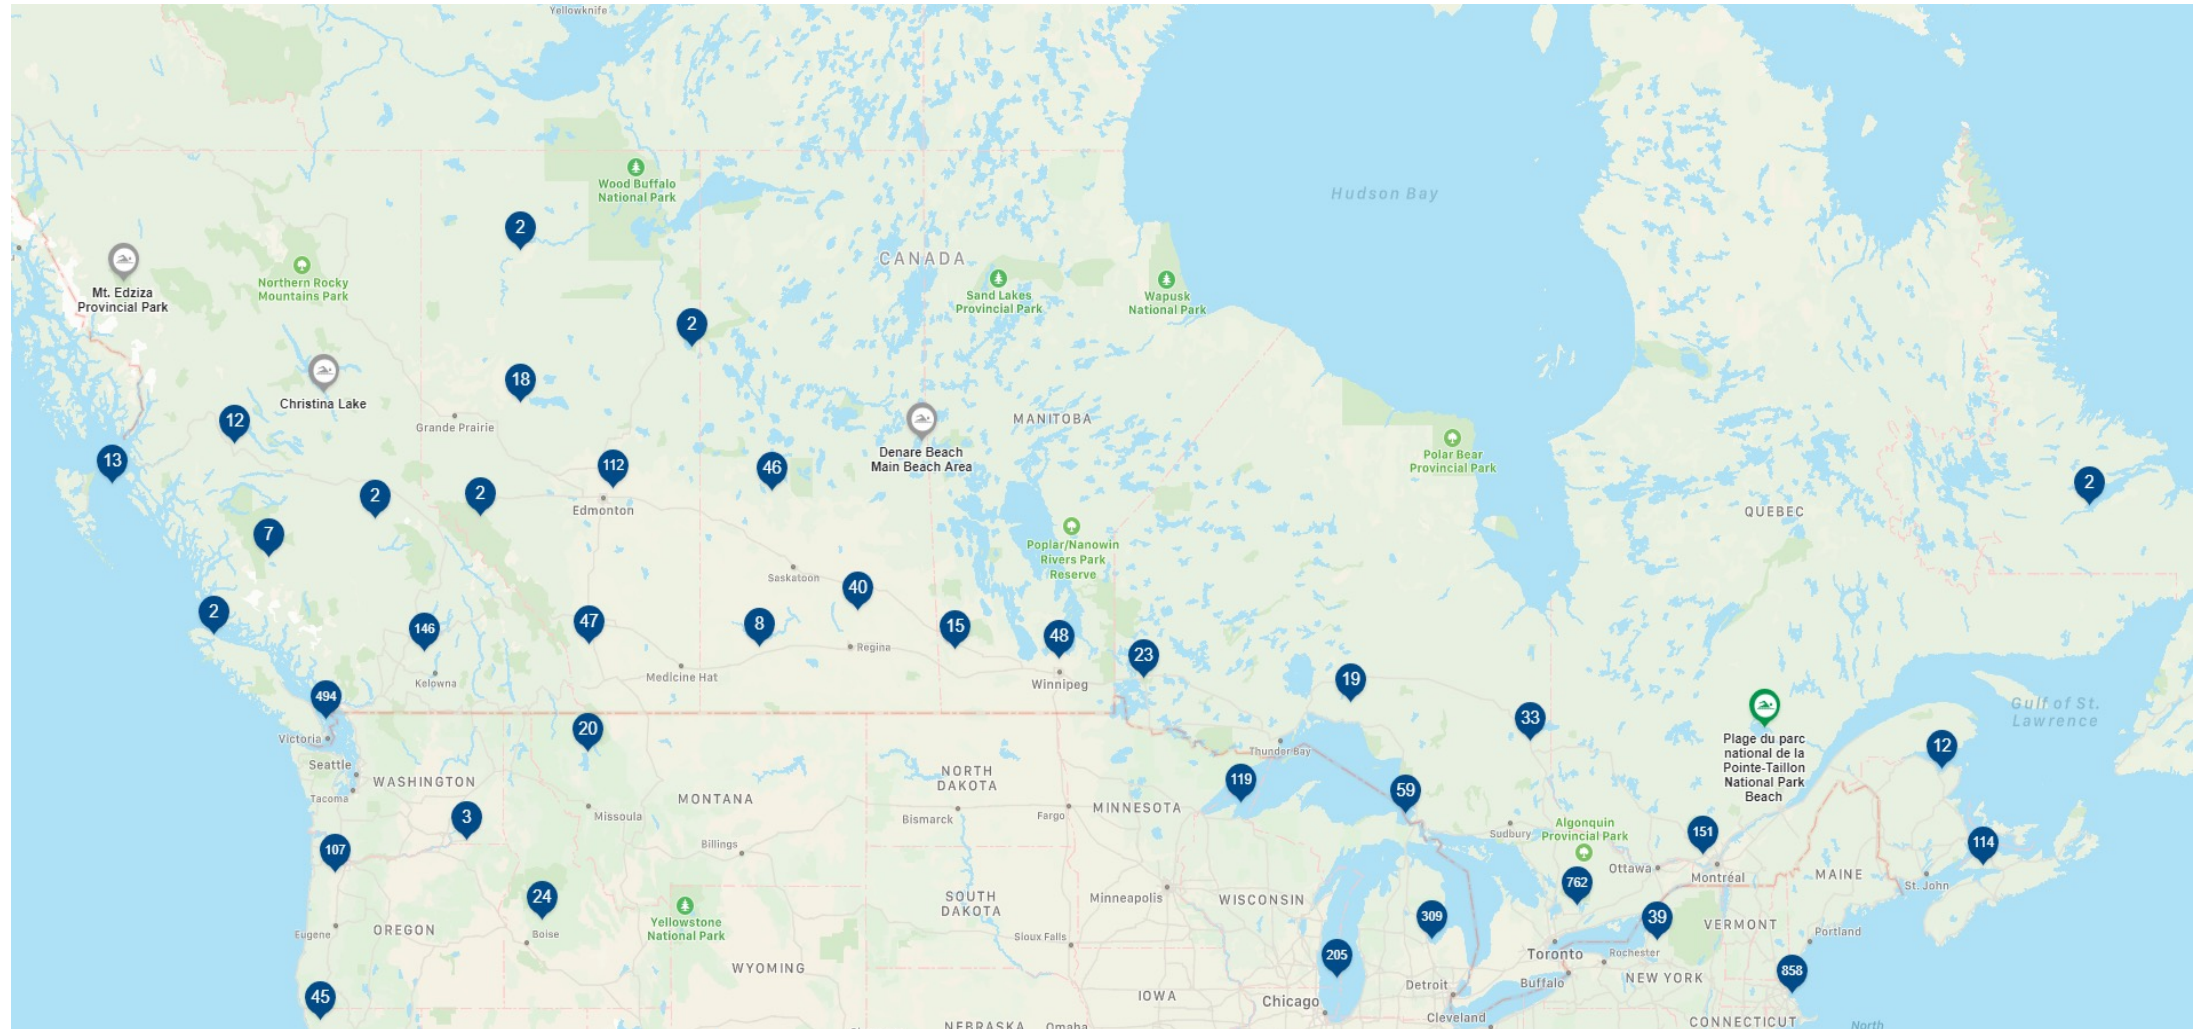 Yellowknife
Wood Buffalo
National Park
2
Hudson Bay
CANADA
Mt. Edziza
Provincial Park
Northern Rocky
Mountains Park
Sand Lakes
Provincial Park
Wapusk
National Park
2
18
Christina Lake
Grande Prairie
12
MANITOBA
Denare Beach
Main Beach Area
Polar Bear
Provincial Park
13
112
46
2
2
2
Edmonton
QUEBEC
7
Poplar/Nanowin
Rivers Park
Reserve
Saskatoon
40
2
146
47
8
15
48
23
Regina
Medicine Hat
Kelowna
Winnipeg
19
494
33
Gulf of St.
Lawrence
20
Victoria
Thunder Bay
Plage du parc
national de la
Pointe-Taillon
National Park
Beach
12
Seattle
WASHINGTON
NORTH
DAKOTA
119
59
Tacoma
MONTANA
MINNESOTA
Missoula
Bismarck
Fargo
3
Algonquin
Provincial Park
Sudbury
151
107
Billings
114
Ottawa
Montréal
MAINE
St. John
762
24
SOUTH
DAKOTA
Minneapolis
WISCONSIN
309
39
Yellowstone
National Park
Eugene
OREGON
Boise
Sioux Falls
VERMONT
Portland
205
Toronto
Rochester
WYOMING
858
45
IOWA
Chicago
Detroit
Buffalo
NEW YORK
Cleveland
NEBRASKA
Omaha
CONNECTICUT
North